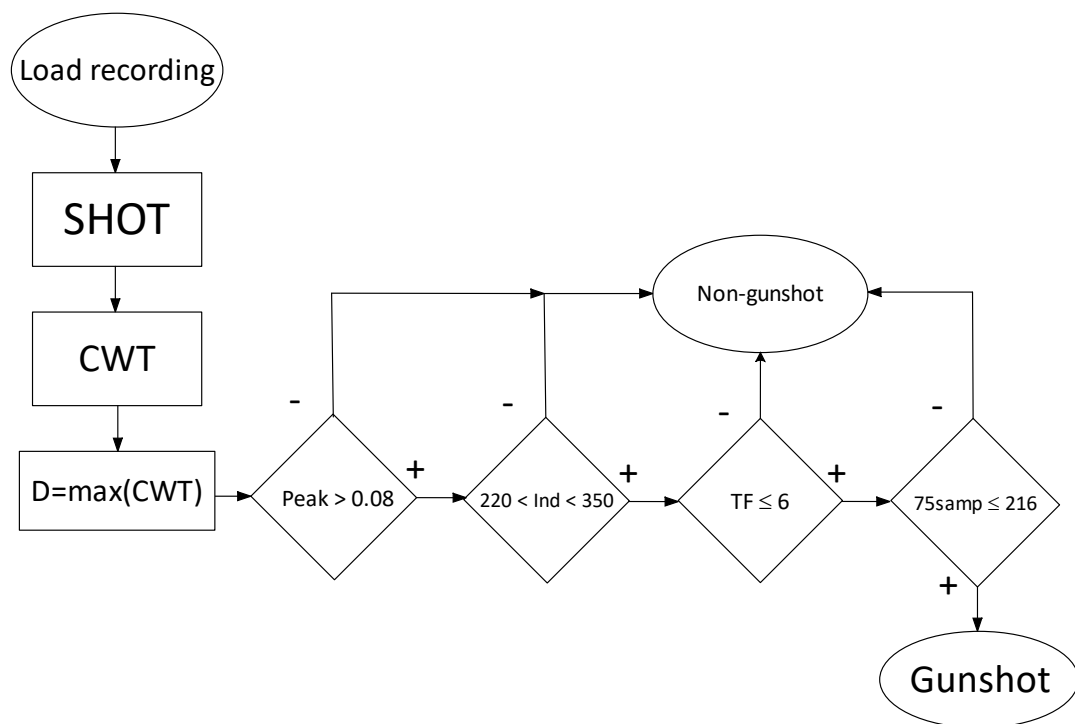 Load recording
SHOT
CWT
D=max(CWT)
Non-gunshot
-
-
-
-
Peak > 0.08
+
220 < Ind < 350
+
TF ≤ 6
+
75samp ≤ 216
+
Gunshot